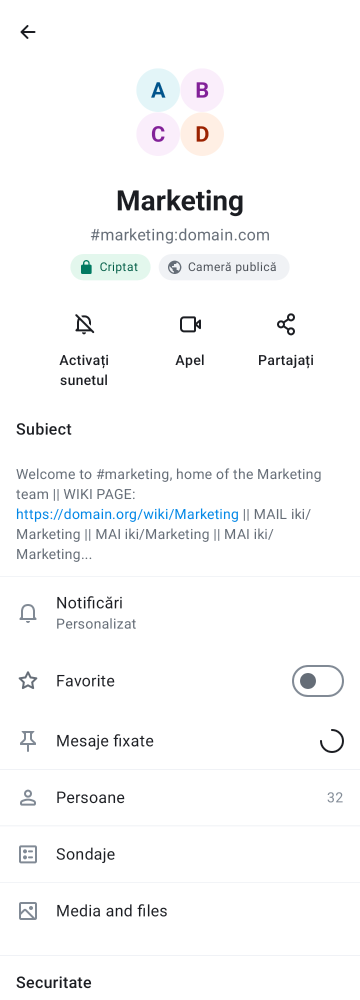 A B
C D
Marketing
#marketing:domain.com
Criptat Cameră publică
Activați
sunetul
Apel
Partajați
Subiect
Welcome to #marketing, home of the Marketing
team || WIKI PAGE:
https://domain.org/wiki/Marketing || MAIL iki/
Marketing || MAI iki/Marketing || MAI iki/
Marketing...
Notificări
Personalizat
Favorite
Mesaje fixate
Persoane 32
Sondaje
Media and files
Securitate